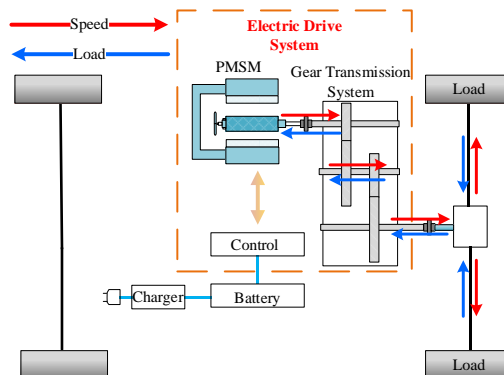 Speed
Load
Electric Drive
System
PMSM
Gear Transmission
System
Load
Control
Charger
Battery
Load